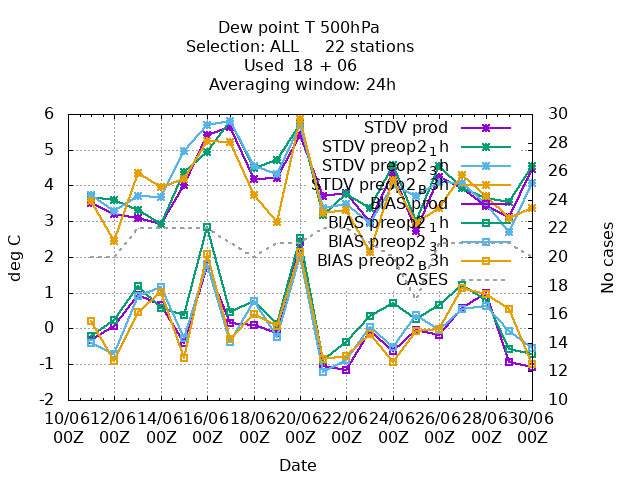 Dew point T 500hPa
Selection: ALL 22 stations
Used 18 + 06
Averaging window: 24h
STDV prod
STDV preop2_1h
STDV preop2_3h
STDV preop2_B3h
BIAS prod
BIAS preop2_1h
BIAS preop2_3h
BIAS preop2_B3h
CASES
6
5
4
3
2
1
0
-1
-2
deg C
30
28
26
24
22
20
18
16
14
12
10
No cases
10/06 12/06 14/06 16/06 18/06 20/06 22/06 24/06 26/06 28/06 30/06
00Z 00Z 00Z 00Z 00Z 00Z 00Z 00Z 00Z 00Z 00Z
Date